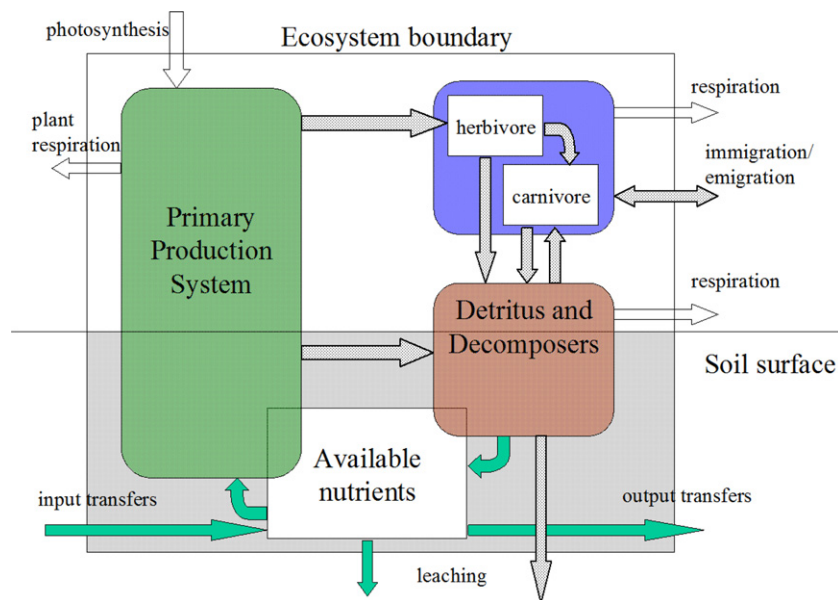 photosynthesis
Ecosystem boundary
plant
respiration
Primary
Production
System
herbivore
carnivore
respiration
immigration/
emigration
Detritus and
Decomposers
respiration
Soil surface
Available
nutrients
input transfers
output transfers
leaching